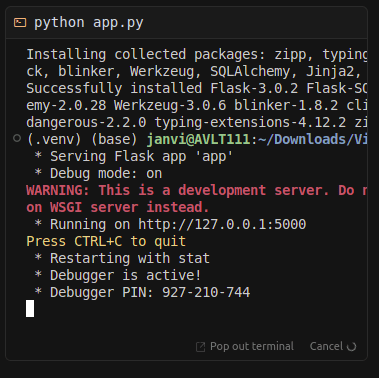 python app.py
Installing collected packages: zipp, typing
ck, blinker, Werkzeug, SQLAlchemy, Jinja2,
Successfully installed Flask-3.0.2 Flask-SQ
emy-2.0.28 Werkzeug-3.0.6 blinker-1.8.2 cli
dangerous-2.2.0 typing-extensions-4.12.2 zi
(.venv) (base) janvi@AVLT111:~/Downloads/Vi
* Serving Flask app 'app'
* Debug mode: on
WARNING: This is a development server. Do n
on WSGI server instead.
* Running on http://127.0.0.1:5000
Press CTRL+C to quit
* Restarting with stat
* Debugger is active!
* Debugger PIN: 927-210-744
Pop out terminal Cancel